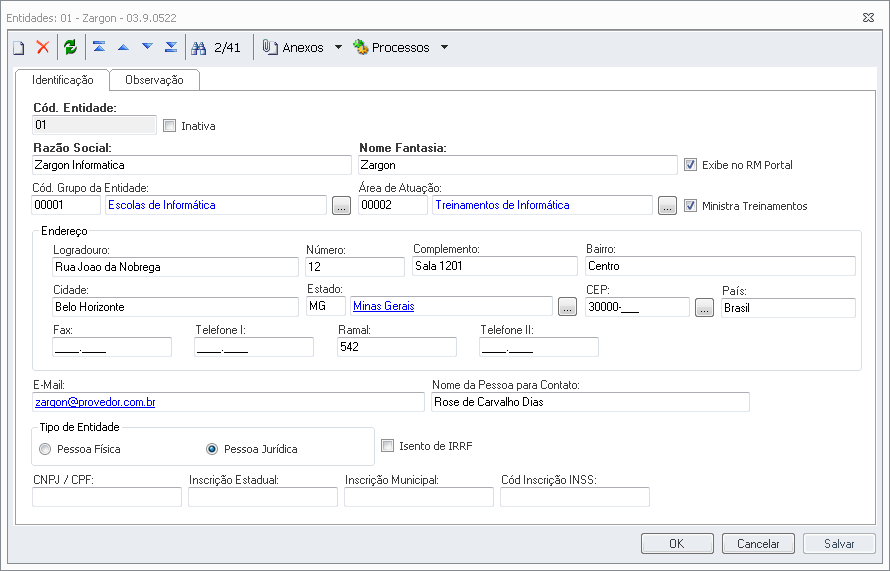 Entidades: 01 - Zargon - 03.9.0522
2/41 Anexos Processos
Identificação Observação
Cód. Entidade:
01 Inativa
Razão Social: Nome Fantasia:
Zargon Informatica Zargon Exibe no RM Portal
Cód. Grupo da Entidade: Área de Atuação:
00001 Escolas de Informática ... 00002 Treinamentos de Informática ... Ministra Treinamentos
Endereço
Logradouro: Número: Complemento: Bairro:
Rua Joao da Nobrega 12 Sala 1201 Centro
Cidade: Estado: CEP: País:
Belo Horizonte MG Minas Gerais ... 30000-___ ... Brasil
Fax: Telefone I: Ramal: Telefone II:
____.____ ____.____ 542 ____.____
E-Mail: Nome da Pessoa para Contato:
zargon@provedor.com.br Rose de Carvalho Dias
Tipo de Entidade
Pessoa Física Pessoa Jurídica Isento de IRRF
CNPJ / CPF: Inscrição Estadual: Inscrição Municipal: Cód Inscrição INSS:
OK Cancelar Salvar